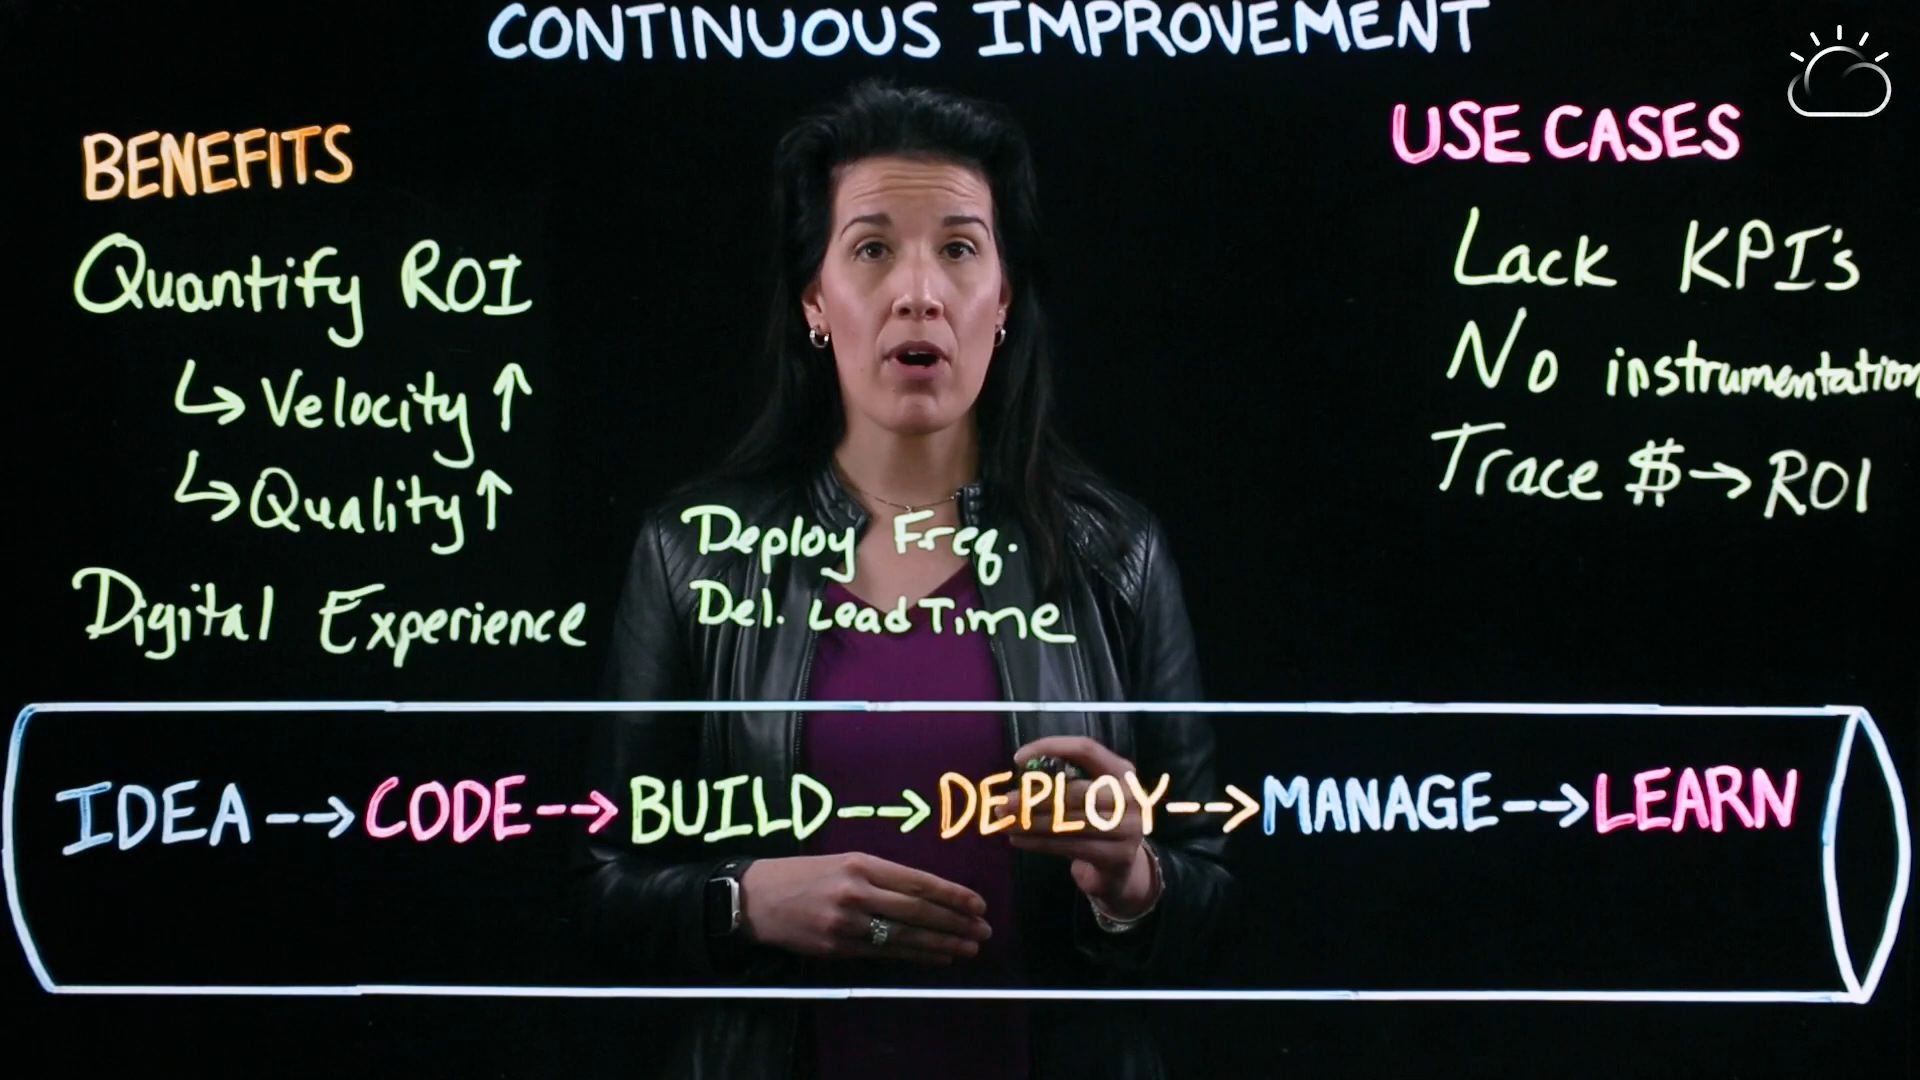 CONTINUOUS IMPROVEMENT
BENEFITS
Quantify ROI
↳ Velocity ↑
↳ Quality ↑
Digital Experience
Deploy Freq.
Del. Lead Time
USE CASES
Lack KPI's
No instrumentation
Trace $→ROI
IDEA --> CODE --> BUILD --> DEPLOY --> MANAGE --> LEARN